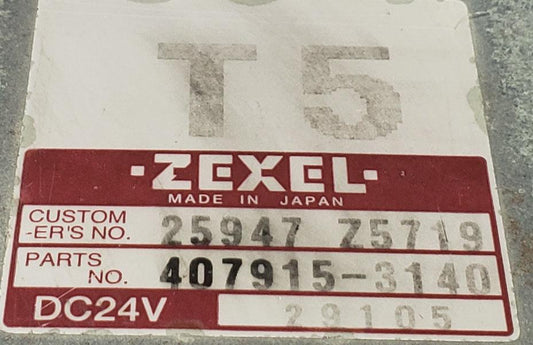 T5
·ZEXEL·
MADE IN JAPAN
CUSTOM
-ER'S NO. 25947 Z5719
PARTS
NO. 407915-3140
DC24V 29105